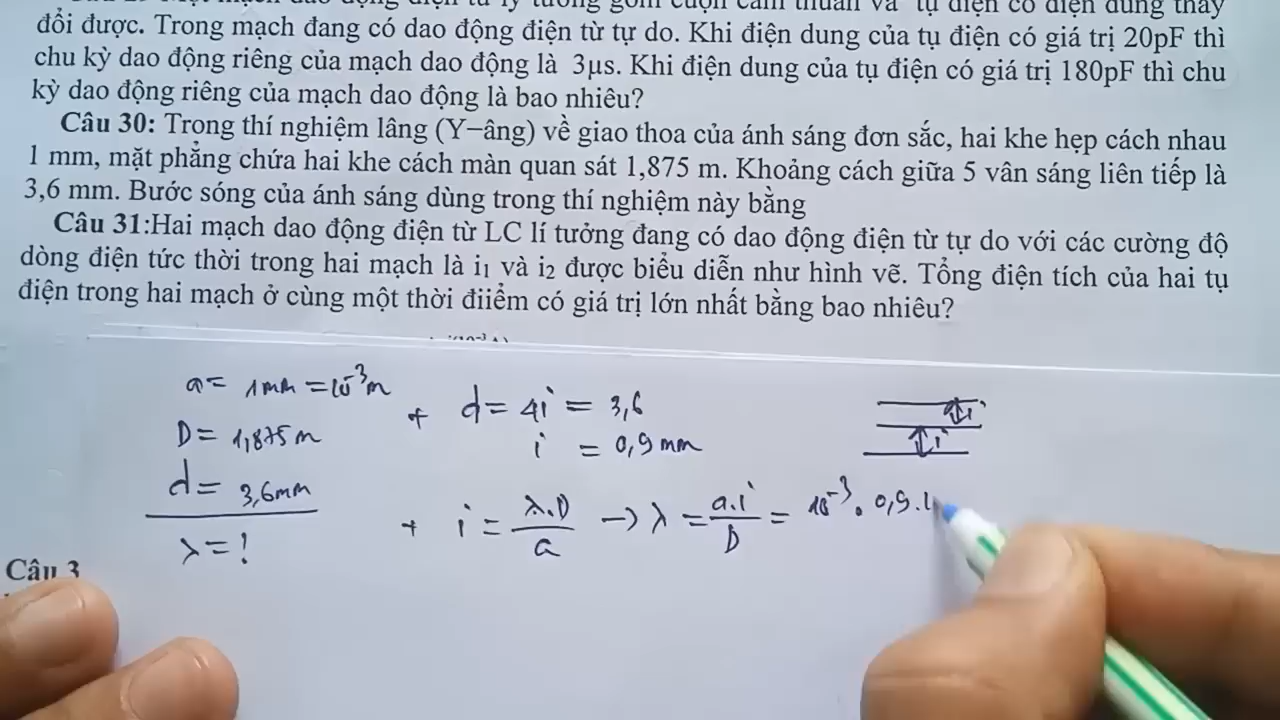 đổi được. Trong mạch đang có dao động điện từ tự do. Khi điện dung của tụ điện có giá trị 20pF thì
chu kỳ dao động riêng của mạch dao động là 3μs. Khi điện dung của tụ điện có giá trị 180pF thì chu
kỳ dao động riêng của mạch dao động là bao nhiêu?
Câu 30: Trong thí nghiệm lâng (Y−âng) về giao thoa của ánh sáng đơn sắc, hai khe hẹp cách nhau
1 mm, mặt phẳng chứa hai khe cách màn quan sát 1,875 m. Khoảng cách giữa 5 vân sáng liên tiếp là
3,6 mm. Bước sóng của ánh sáng dùng trong thí nghiệm này bằng
Câu 31:Hai mạch dao động điện từ LC lí tưởng đang có dao động điện từ tự do với các cường độ
dòng điện tức thời trong hai mạch là i₁ và i₂ được biểu diễn như hình vẽ. Tổng điện tích của hai tụ
điện trong hai mạch ở cùng một thời điiểm có giá trị lớn nhất bằng bao nhiêu?
a = 1mm = 10⁻³m
D = 1,875m
d = 3,6mm
λ = !
+ d = 4i = 3,6
i = 0,9mm
i
i
+ i = λ.D/a → λ = a.i/D = 10⁻³. 0,9.1
Câu 3